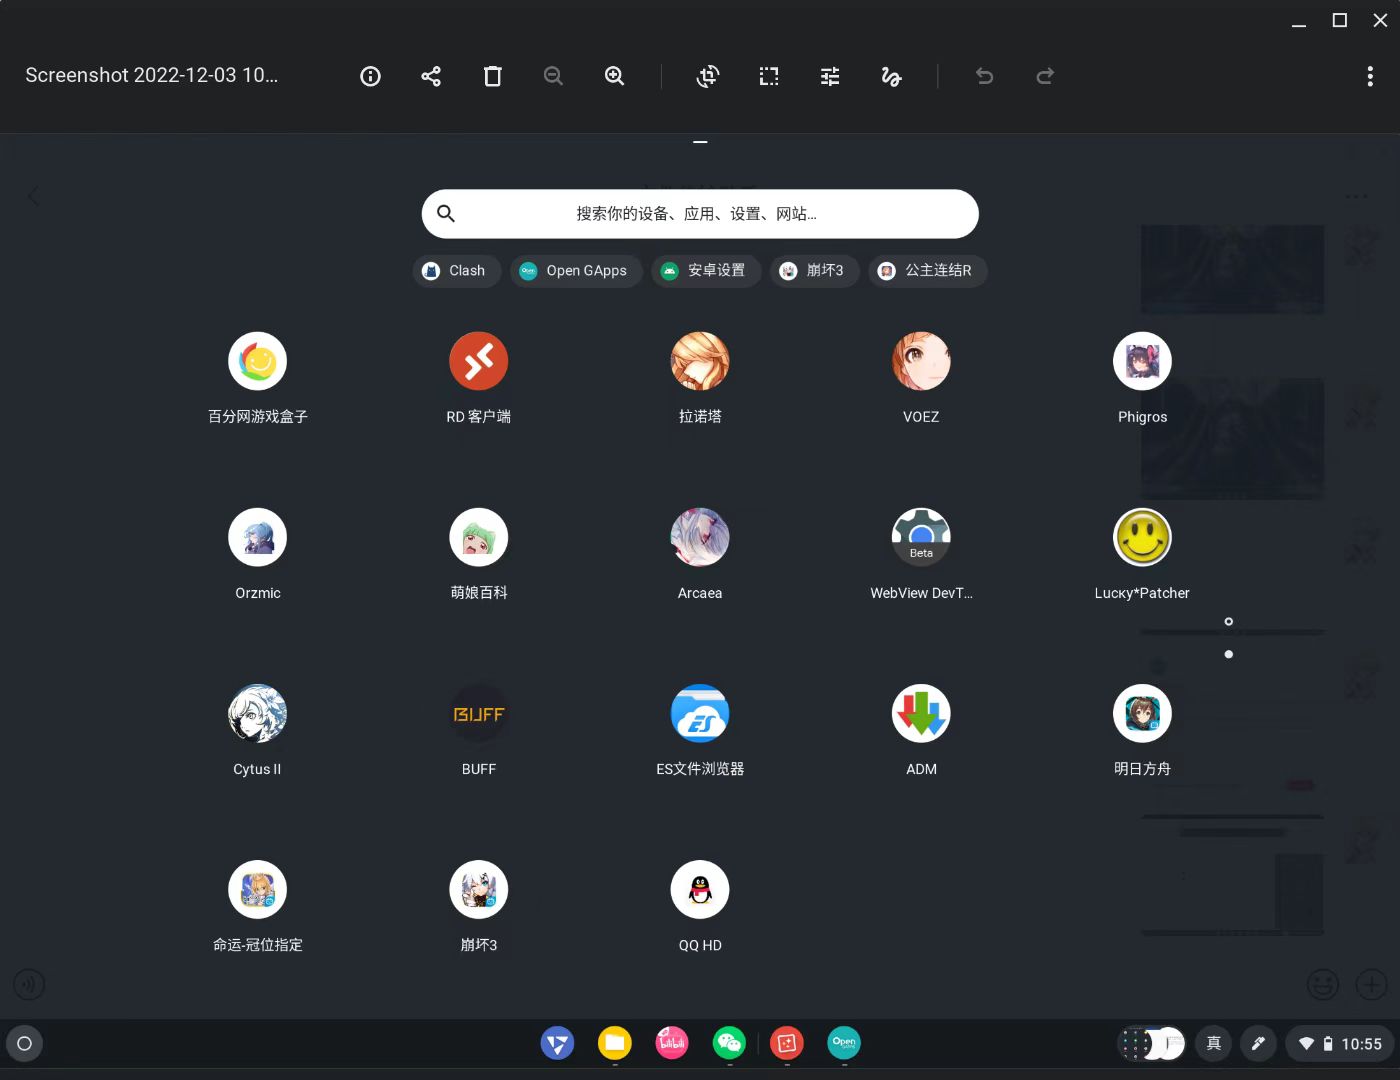 Screenshot 2022-12-03 10...
搜索你的设备、应用、设置、网站...
Clash
Open GApps
安卓设置
崩坏3
公主连结R
百分网游戏盒子
RD 客户端
拉诺塔
VOEZ
Phigros
Orzmic
萌娘百科
Arcaea
Beta
WebView DevT...
Lucкy*Patcher
Cytus II
BUFF
BUFF
ES
ES文件浏览器
ADM
明日方舟
命运-冠位指定
崩坏3
QQ HD
bilibili
Open
真
10:55